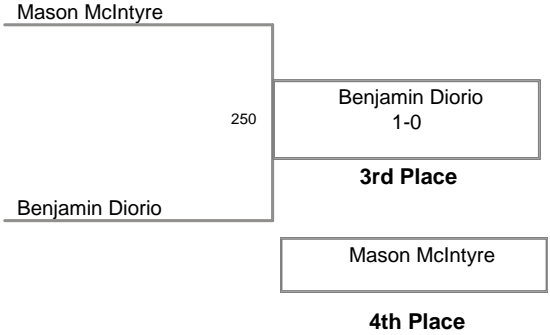 Mason McIntyre
250
Benjamin Diorio
1-0
3rd Place
Benjamin Diorio
Mason McIntyre
4th Place